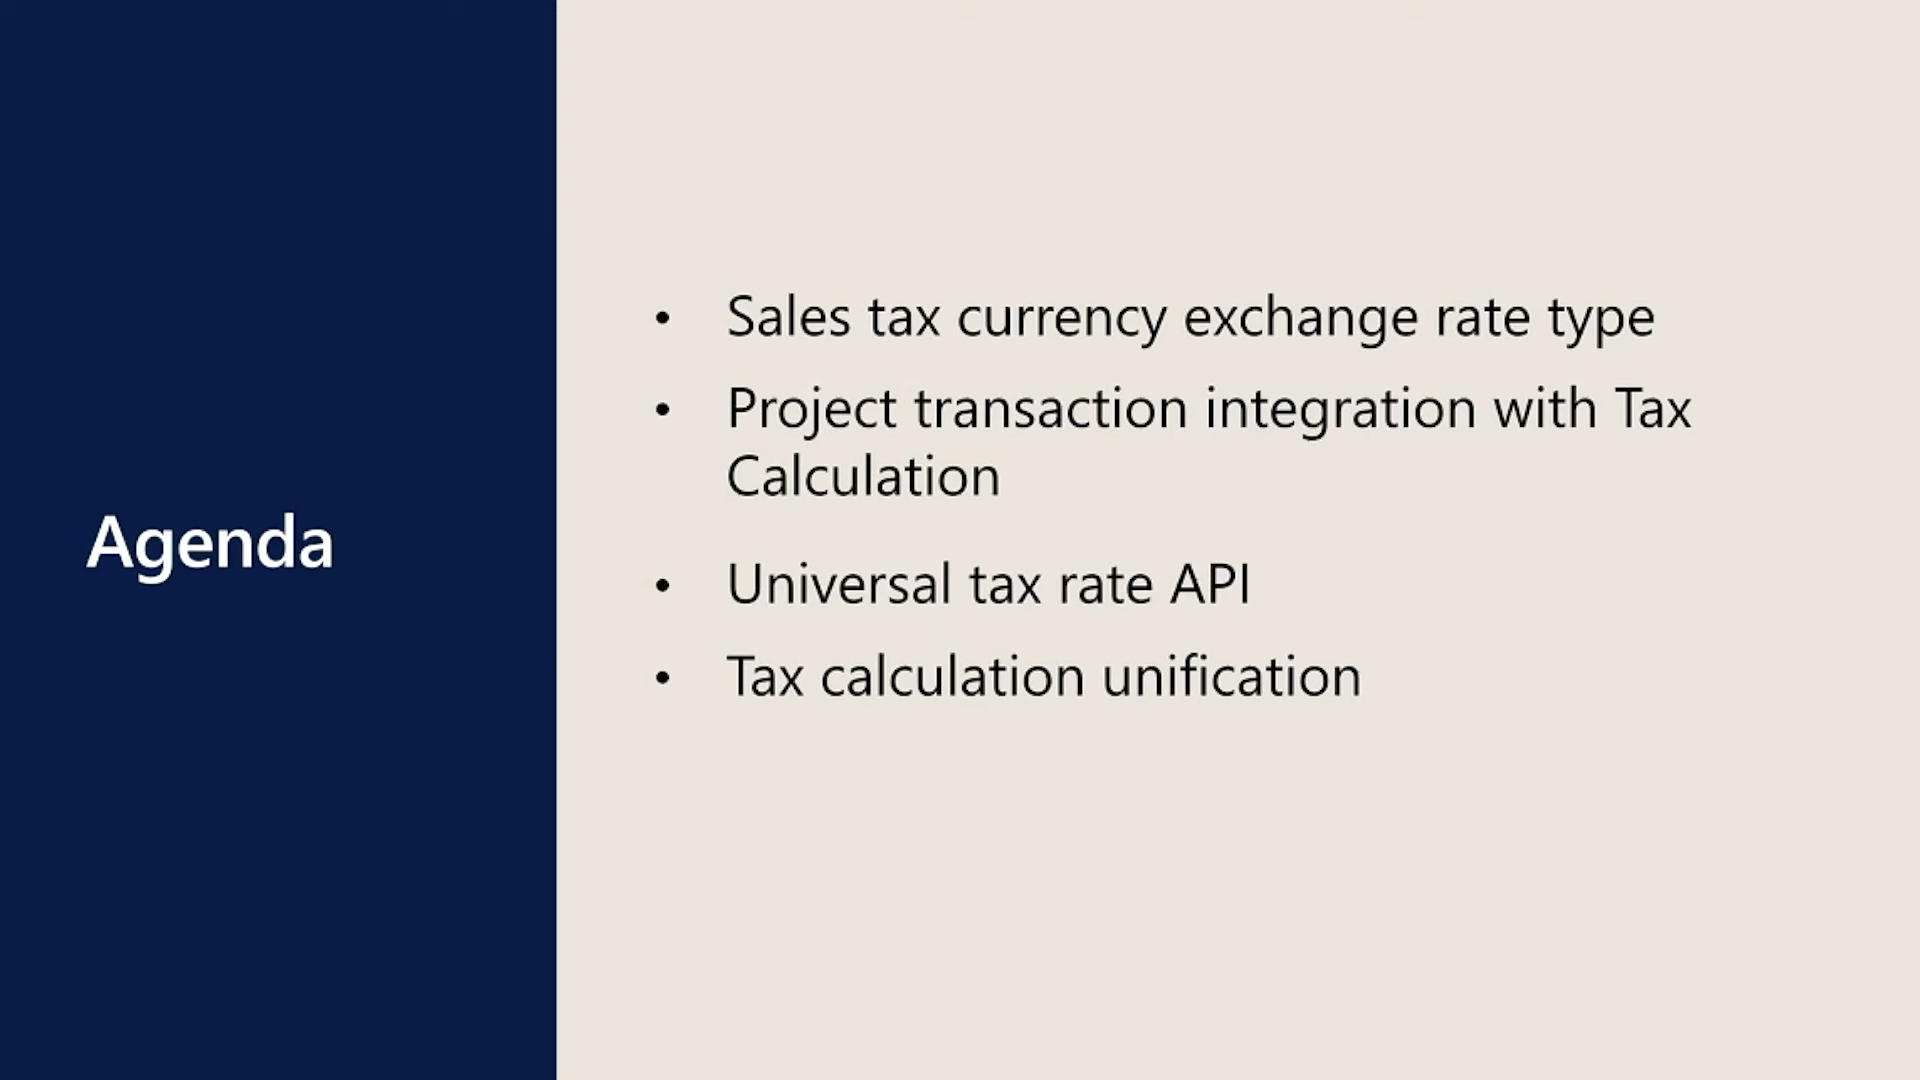 Agenda
• Sales tax currency exchange rate type
• Project transaction integration with Tax
Calculation
• Universal tax rate API
• Tax calculation unification